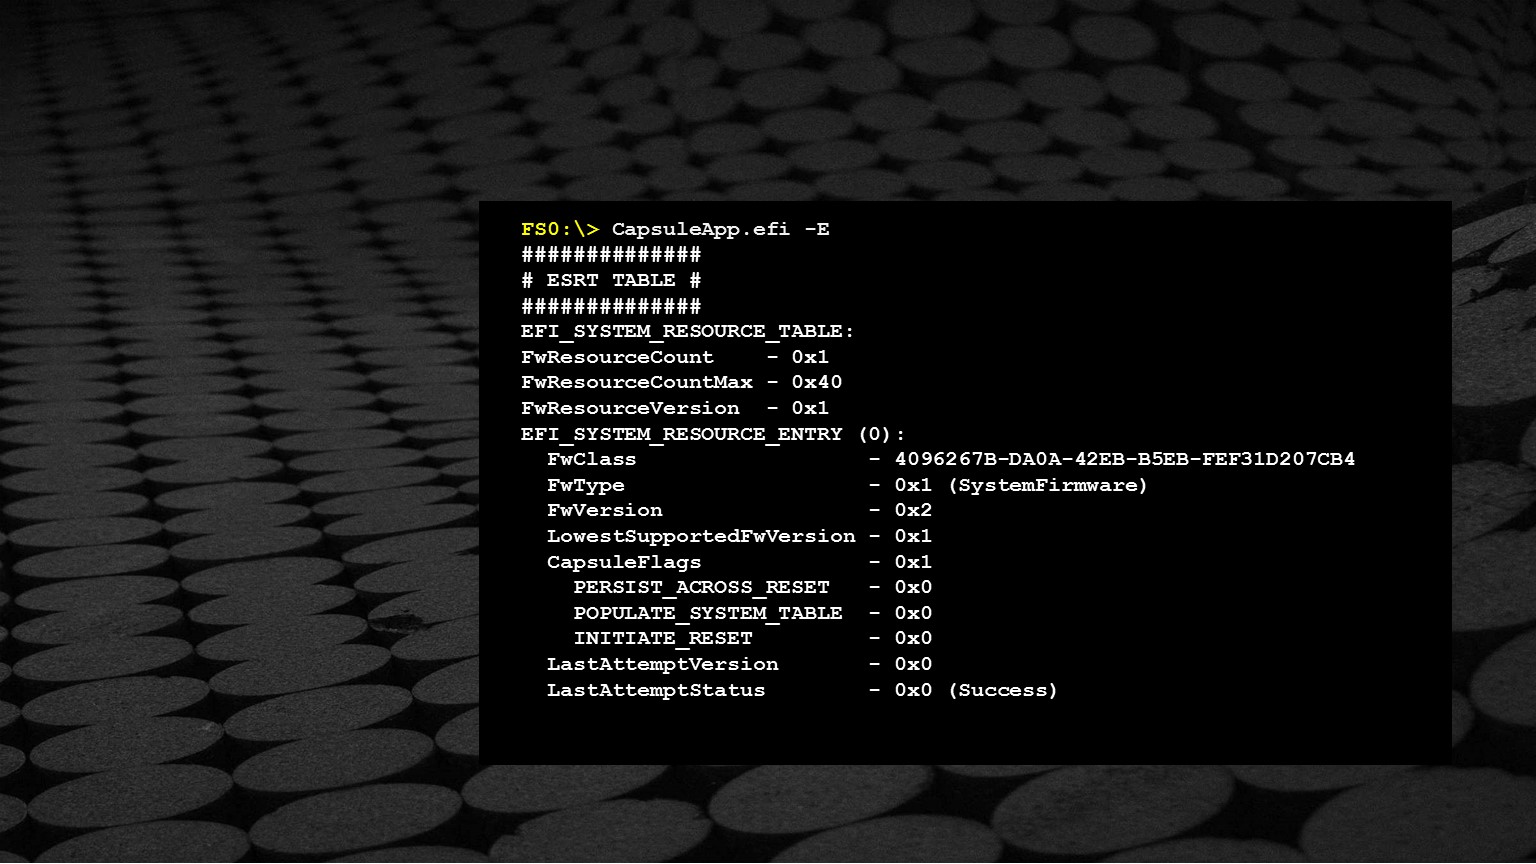 FS0:\> CapsuleApp.efi -E
##############
# ESRT TABLE #
##############
EFI_SYSTEM_RESOURCE_TABLE:
FwResourceCount    - 0x1
FwResourceCountMax - 0x40
FwResourceVersion  - 0x1
EFI_SYSTEM_RESOURCE_ENTRY (0):
  FwClass                  - 4096267B-DA0A-42EB-B5EB-FEF31D207CB4
  FwType                   - 0x1 (SystemFirmware)
  FwVersion                - 0x2
  LowestSupportedFwVersion - 0x1
  CapsuleFlags             - 0x1
    PERSIST_ACROSS_RESET   - 0x0
    POPULATE_SYSTEM_TABLE  - 0x0
    INITIATE_RESET         - 0x0
  LastAttemptVersion       - 0x0
  LastAttemptStatus        - 0x0 (Success)